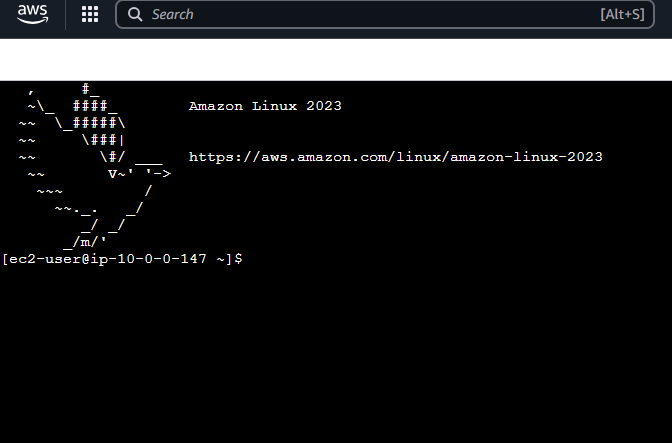 aws
Search [Alt+S]
   ,     #_
   ~\_  ####_        Amazon Linux 2023
  ~~  \_#####\
  ~~     \###|
  ~~       \#/ ___   https://aws.amazon.com/linux/amazon-linux-2023
   ~~       V~' '->
    ~~~         /
      ~~._.   _/
         _/ _/
       _/m/'
[ec2-user@ip-10-0-0-147 ~]$